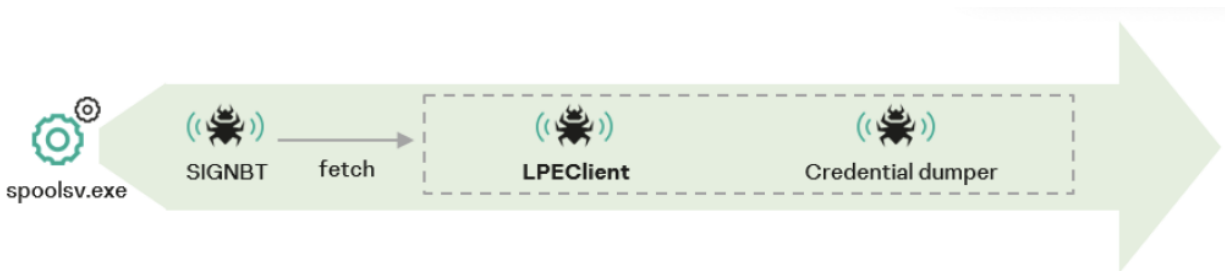 spoolsv.exe
SIGNBT
fetch
LPEClient
Credential dumper